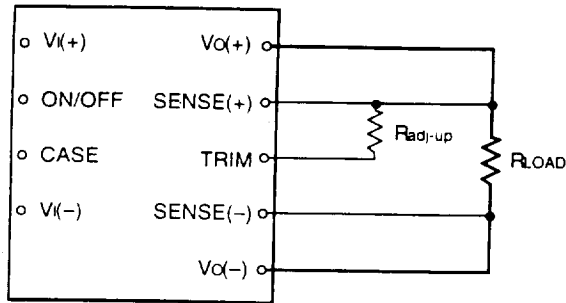 VI(+) VO(+)
ON/OFF SENSE(+)
Radj-up
CASE TRIM RLOAD
VI(-) SENSE(-)
VO(-)